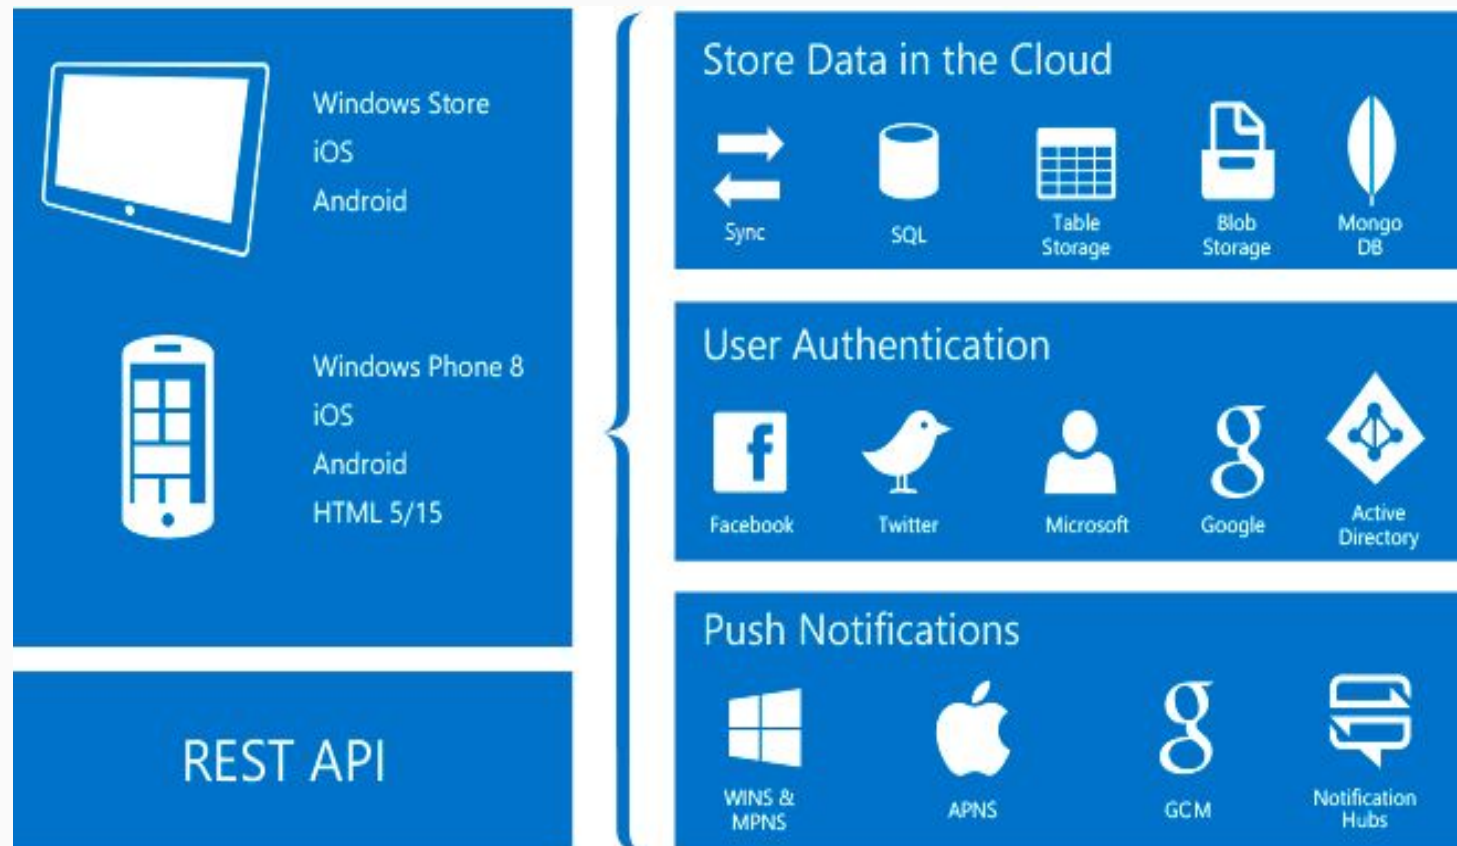 Windows Store
iOS
Android
Windows Phone 8
iOS
Android
HTML 5/15
REST API
Store Data in the Cloud
Sync
SQL
Table
Storage
Blob
Storage
Mongo
DB
User Authentication
Facebook
Twitter
Microsoft
Google
Active
Directory
Push Notifications
WINS &
MPNS
APNS
GCM
Notification
Hubs